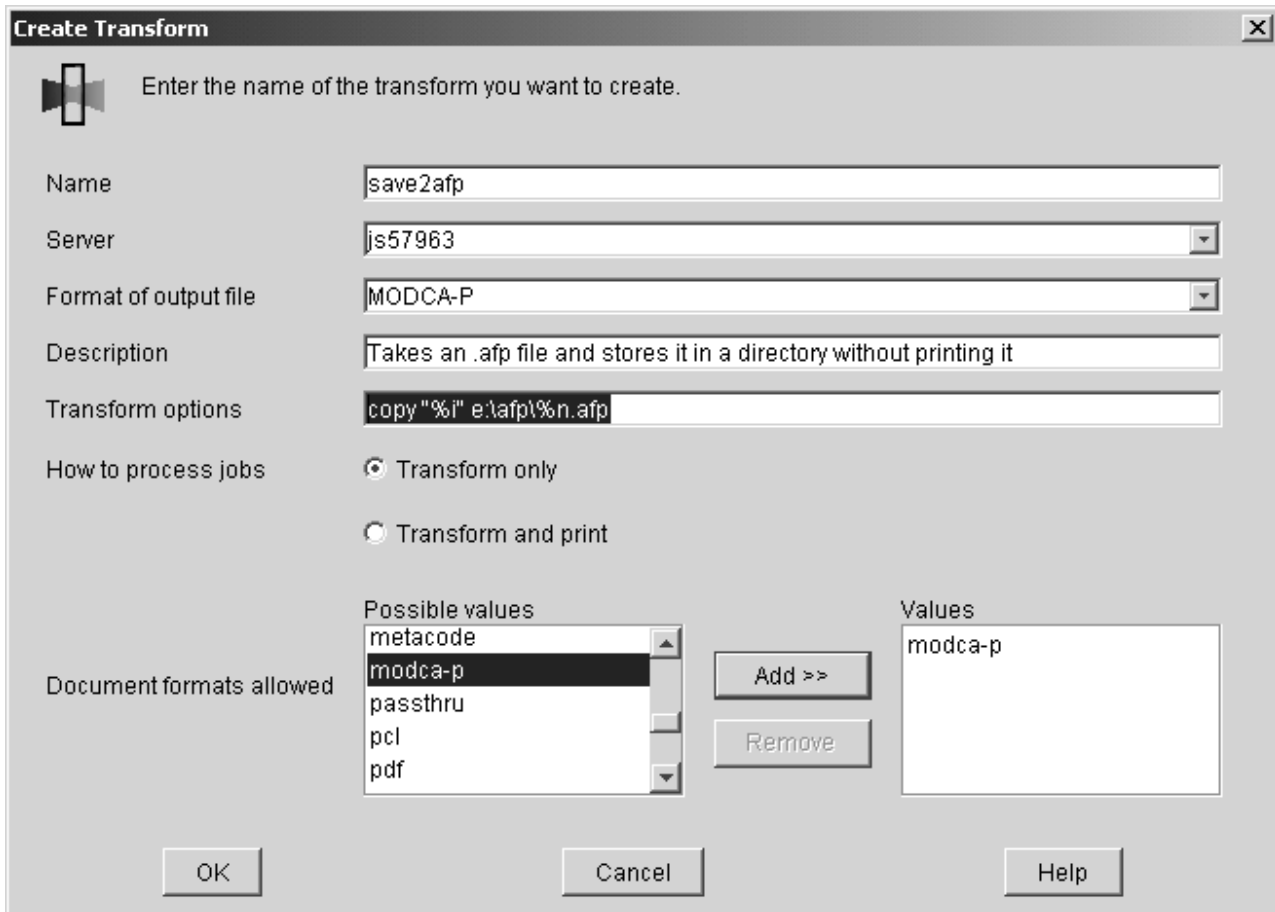 Create Transform
Enter the name of the transform you want to create.
Name
save2afp
Server
js57963
Format of output file
MODCA-P
Description
Takes an .afp file and stores it in a directory without printing it
Transform options
copy "%i" e:\afp\%n.afp
How to process jobs
Transform only
Transform and print
Document formats allowed
Possible values
metacode
modca-p
passthru
pcl
pdf
Add >>
Remove
Values
modca-p
OK
Cancel
Help